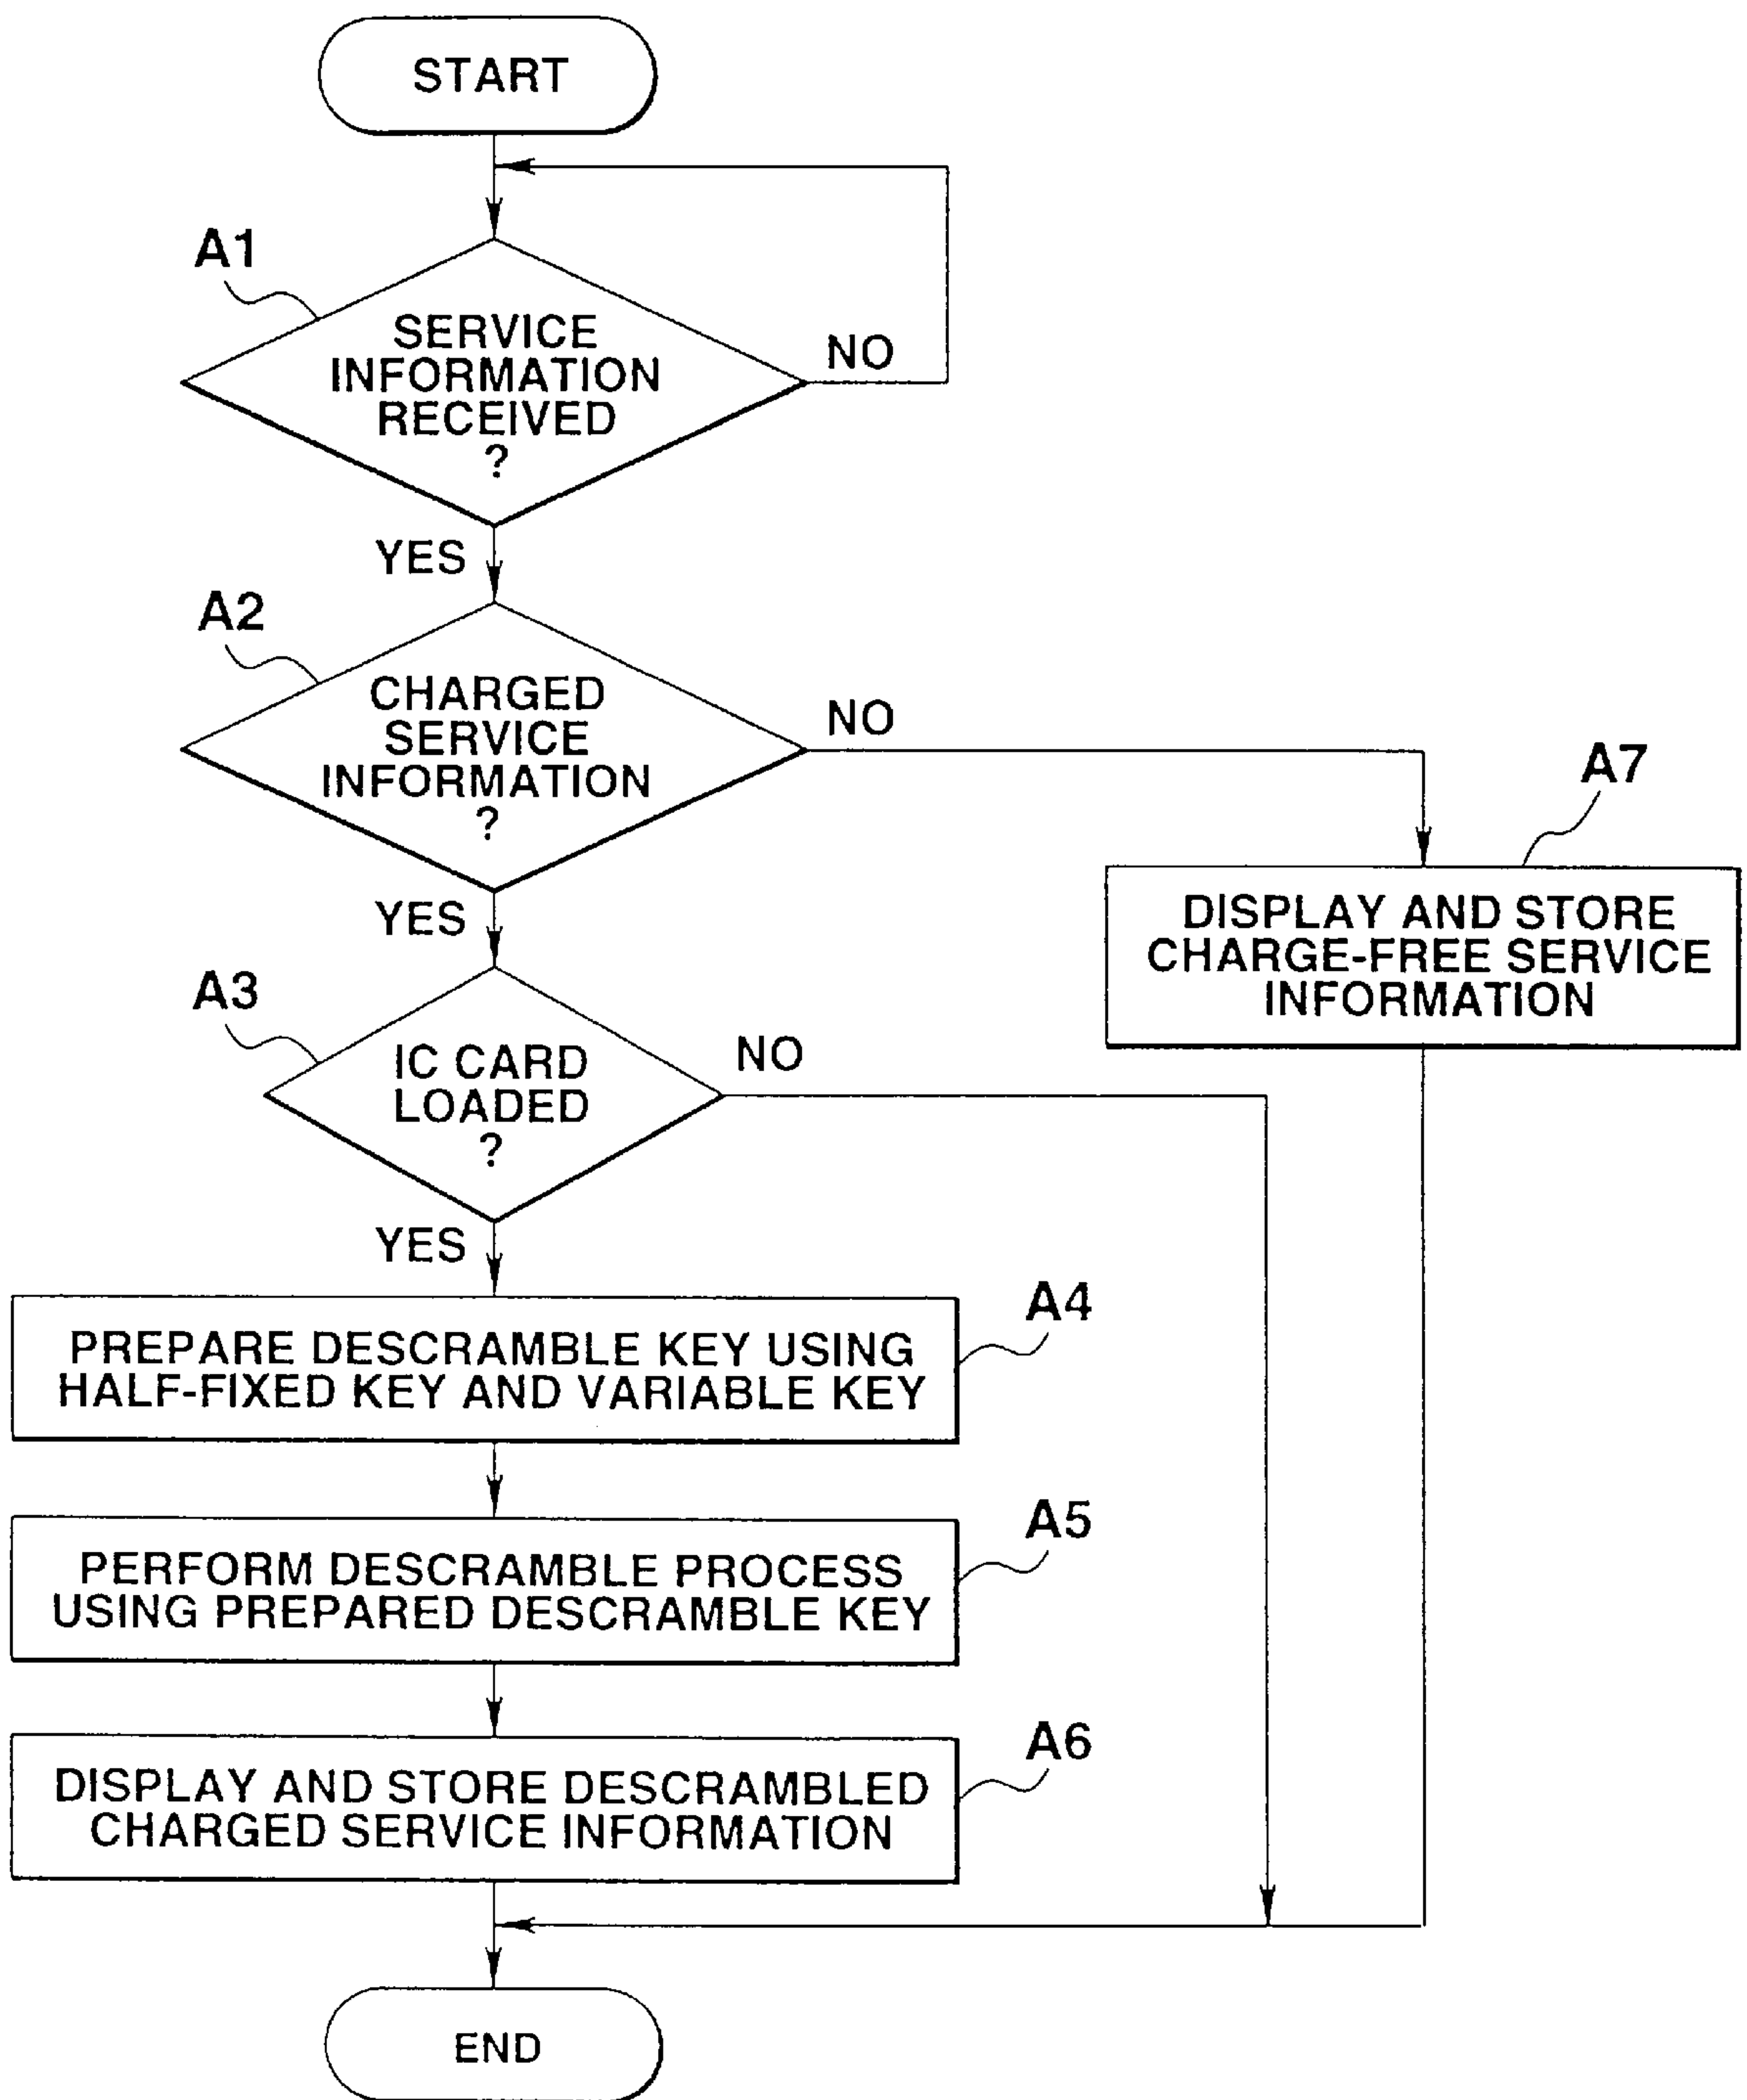 START
A1
SERVICE
INFORMATION
RECEIVED
?
NO
YES
A2
CHARGED
SERVICE
INFORMATION
?
NO
YES
A7
DISPLAY AND STORE
CHARGE-FREE SERVICE
INFORMATION
A3
IC CARD
LOADED
?
NO
YES
A4
PREPARE DESCRAMBLE KEY USING
HALF-FIXED KEY AND VARIABLE KEY
A5
PERFORM DESCRAMBLE PROCESS
USING PREPARED DESCRAMBLE KEY
A6
DISPLAY AND STORE DESCRAMBLED
CHARGED SERVICE INFORMATION
END